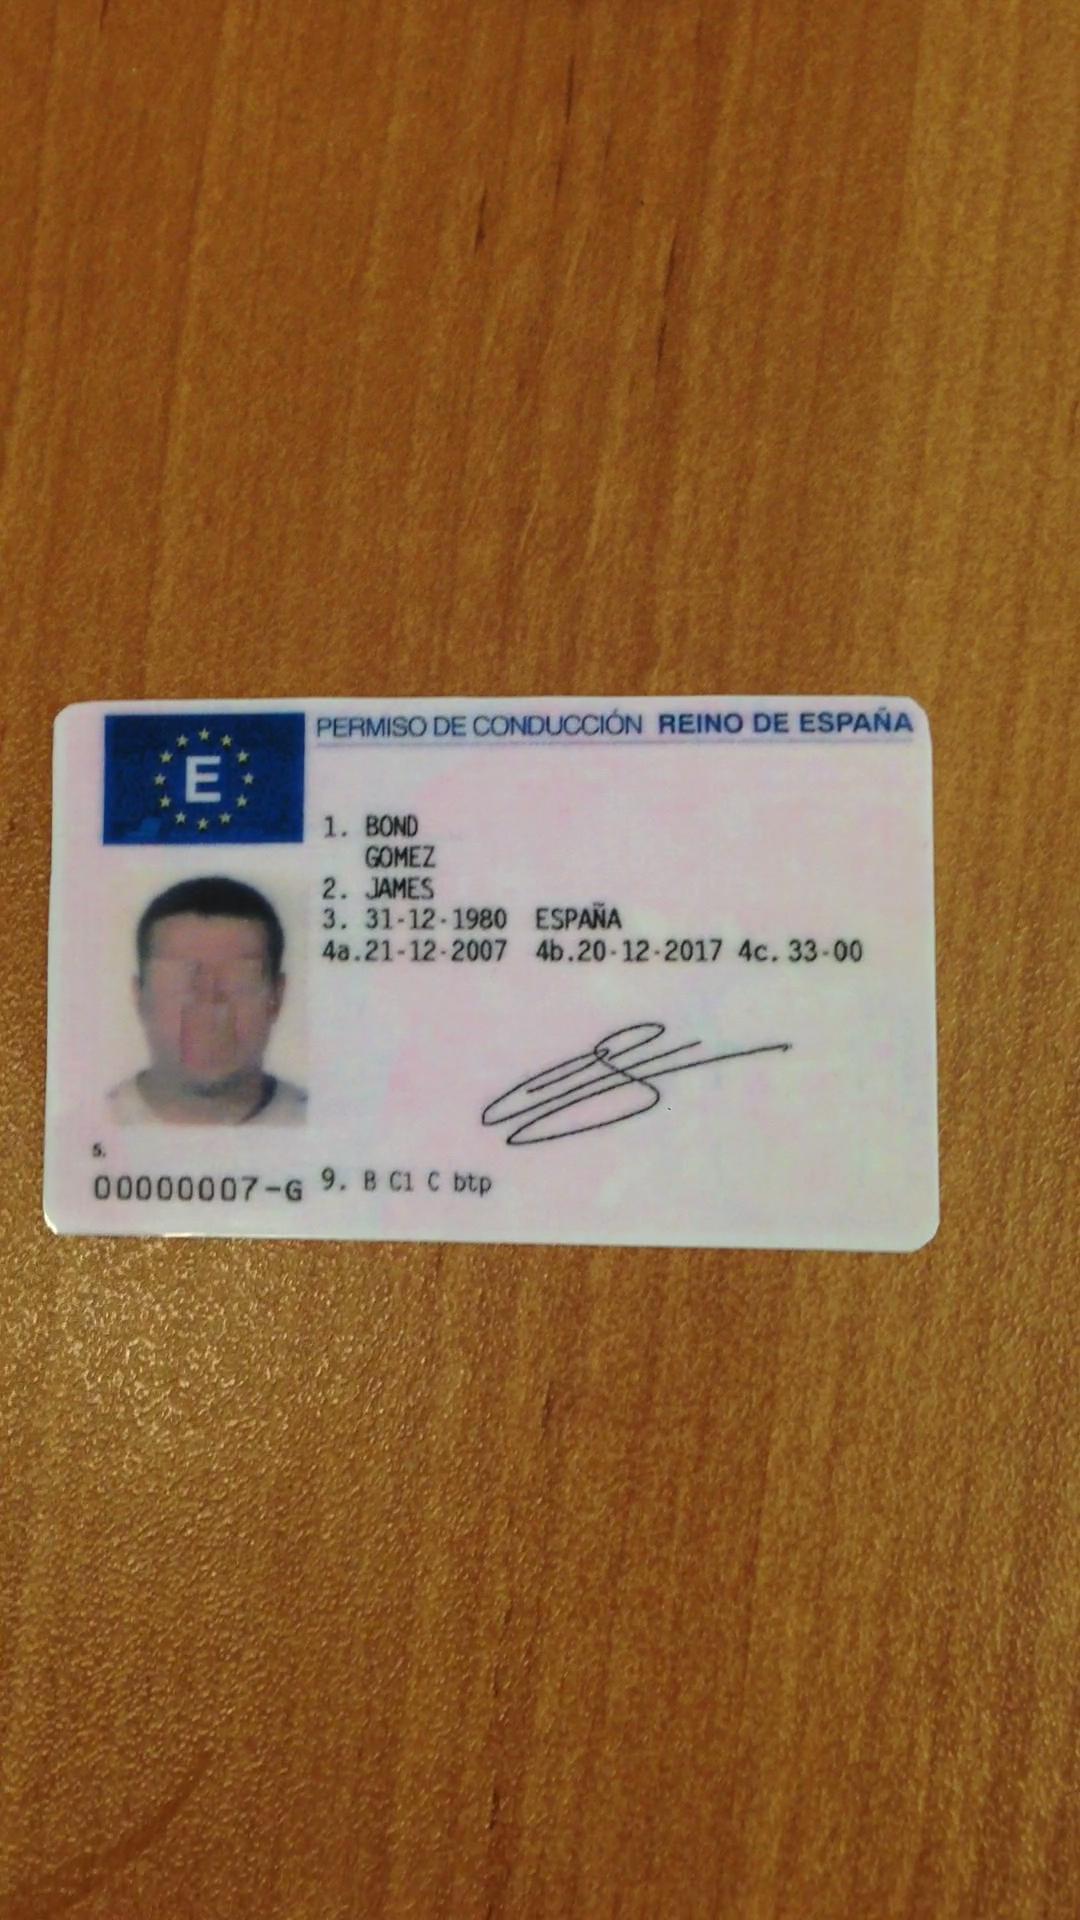 E
PERMISO DE CONDUCCIÓN REINO DE ESPAÑA
1. BOND
GOMEZ
2. JAMES
3. 31-12-1980 ESPAÑA
4a.21-12-2007 4b.20-12-2017 4c. 33-00
5.
00000007-G
9. B C1 C btp